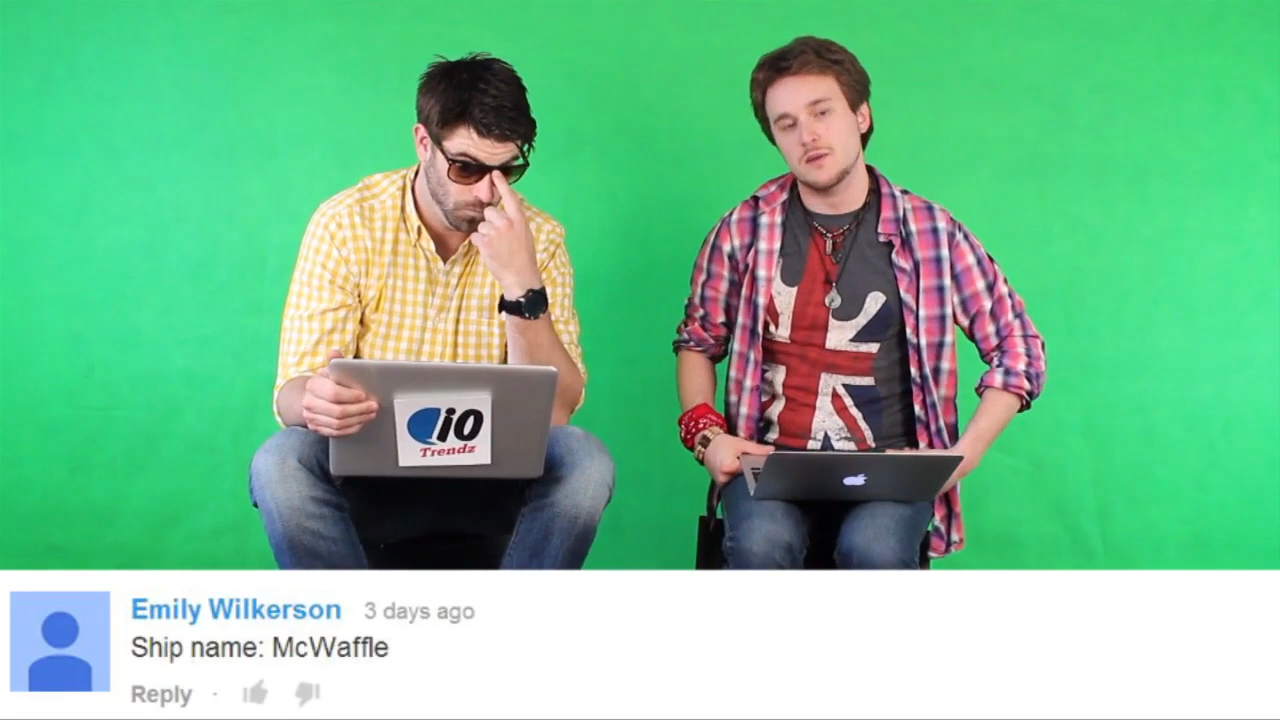 iO
Trendz
Emily Wilkerson 3 days ago
Ship name: McWaffle
Reply ·